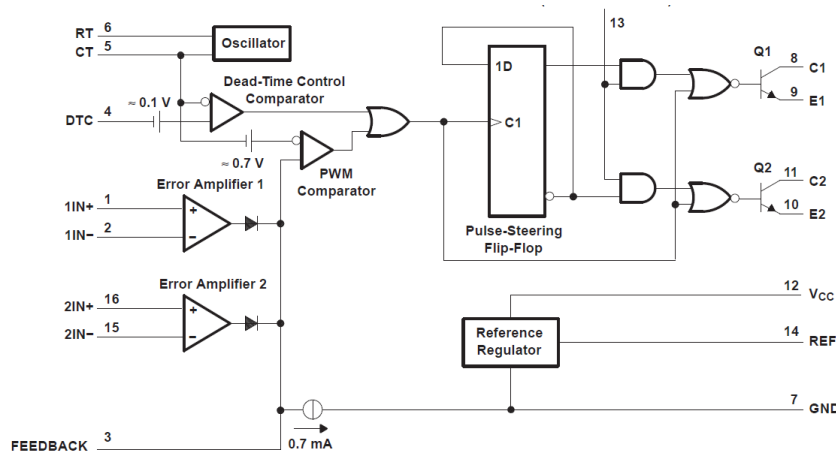 13
RT 6
CT 5
Oscillator
Dead-Time Control
Comparator
≈ 0.1 V
DTC 4
≈ 0.7 V
PWM
Comparator
1D
C1
Pulse-Steering
Flip-Flop
Q1
8 C1
9 E1
Q2
11 C2
10 E2
Error Amplifier 1
1IN+ 1
+
1IN− 2
−
Error Amplifier 2
2IN+ 16
+
2IN− 15
−
12 VCC
Reference
Regulator
14 REF
7 GND
0.7 mA
FEEDBACK 3